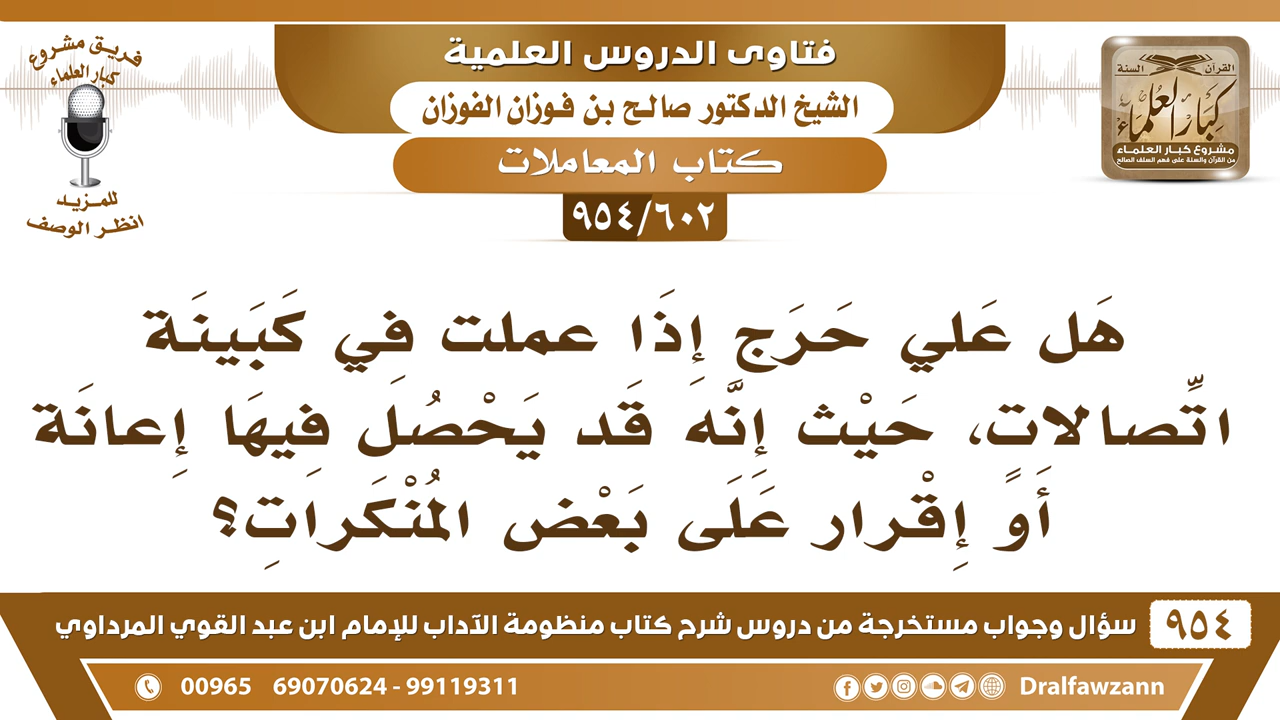 فتاوى الدروس العلمية
الشيخ الدكتور صالح بن فوزان الفوزان
كتاب المعاملات
٩٥٤/٦٠٢
فريق مشروع
كبار العلماء
للمزيد
انظر الوصف
القرآن السنة
كبار العلماء
مشروع كبار العلماء
من القرآن والسنة على فهم السلف الصالح
هَل عَلي حَرَج إِذَا عملت في كَبَينَة
اتِّصالات، حَيْث إنَّهَ قَد يَحْصُلَ فيهَا إِعانَة
أَوً إِقْرار عَلَى بَعْض المُنْكَرَاتِ؟
٩٥٤ سؤال وجواب مستخرجة من دروس شرح كتاب منظومة الآداب للإمام ابن عبد القوي المرداوي
00965 69070624 - 99119311
Dralfawzann